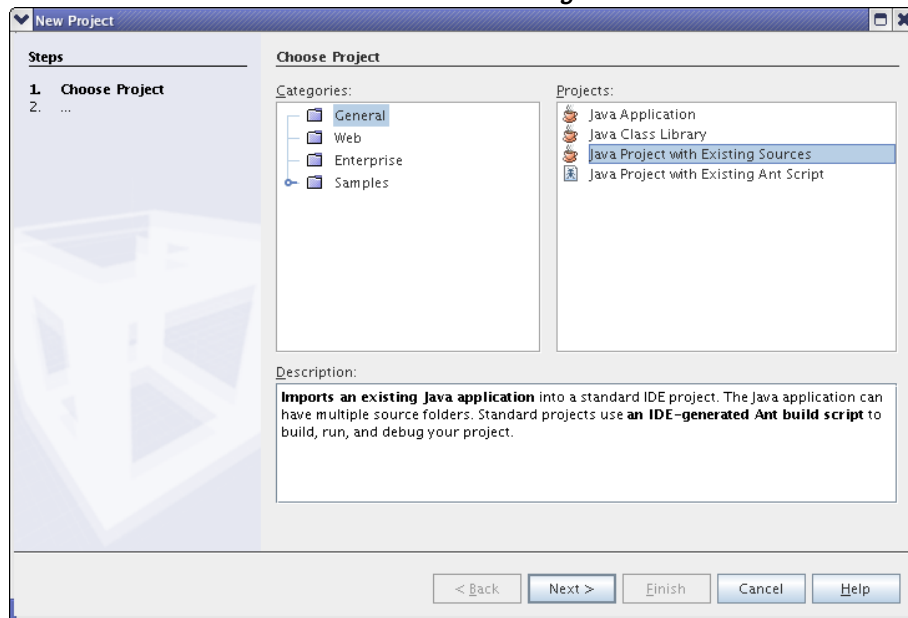 New Project
Steps
1. Choose Project
2. ...
Choose Project
Categories:
General
Web
Enterprise
Samples
Projects:
Java Application
Java Class Library
Java Project with Existing Sources
Java Project with Existing Ant Script
Description:
Imports an existing Java application into a standard IDE project. The Java application can
have multiple source folders. Standard projects use an IDE-generated Ant build script to
build, run, and debug your project.
< Back
Next >
Finish
Cancel
Help